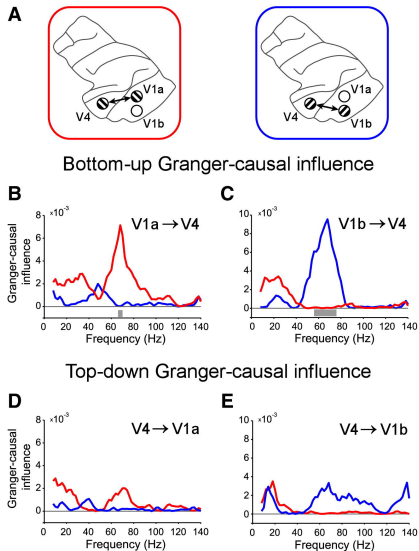 A
V1a
V4
V1b
V1a
V4
V1b
Bottom-up Granger-causal influence
B
C
×10⁻³
V1a→V4
×10⁻³
V1b→V4
Granger-causal
influence
8
6
4
2
0
10
8
6
4
2
0
0 20 40 60 80 100 120 140
0 20 40 60 80 100 120 140
Frequency (Hz)
Frequency (Hz)
Top-down Granger-causal influence
D
E
×10⁻³
V4→V1a
×10⁻³
V4→V1b
Granger-causal
influence
8
6
4
2
0
10
8
6
4
2
0
0 20 40 60 80 100 120 140
0 20 40 60 80 100 120 140
Frequency (Hz)
Frequency (Hz)